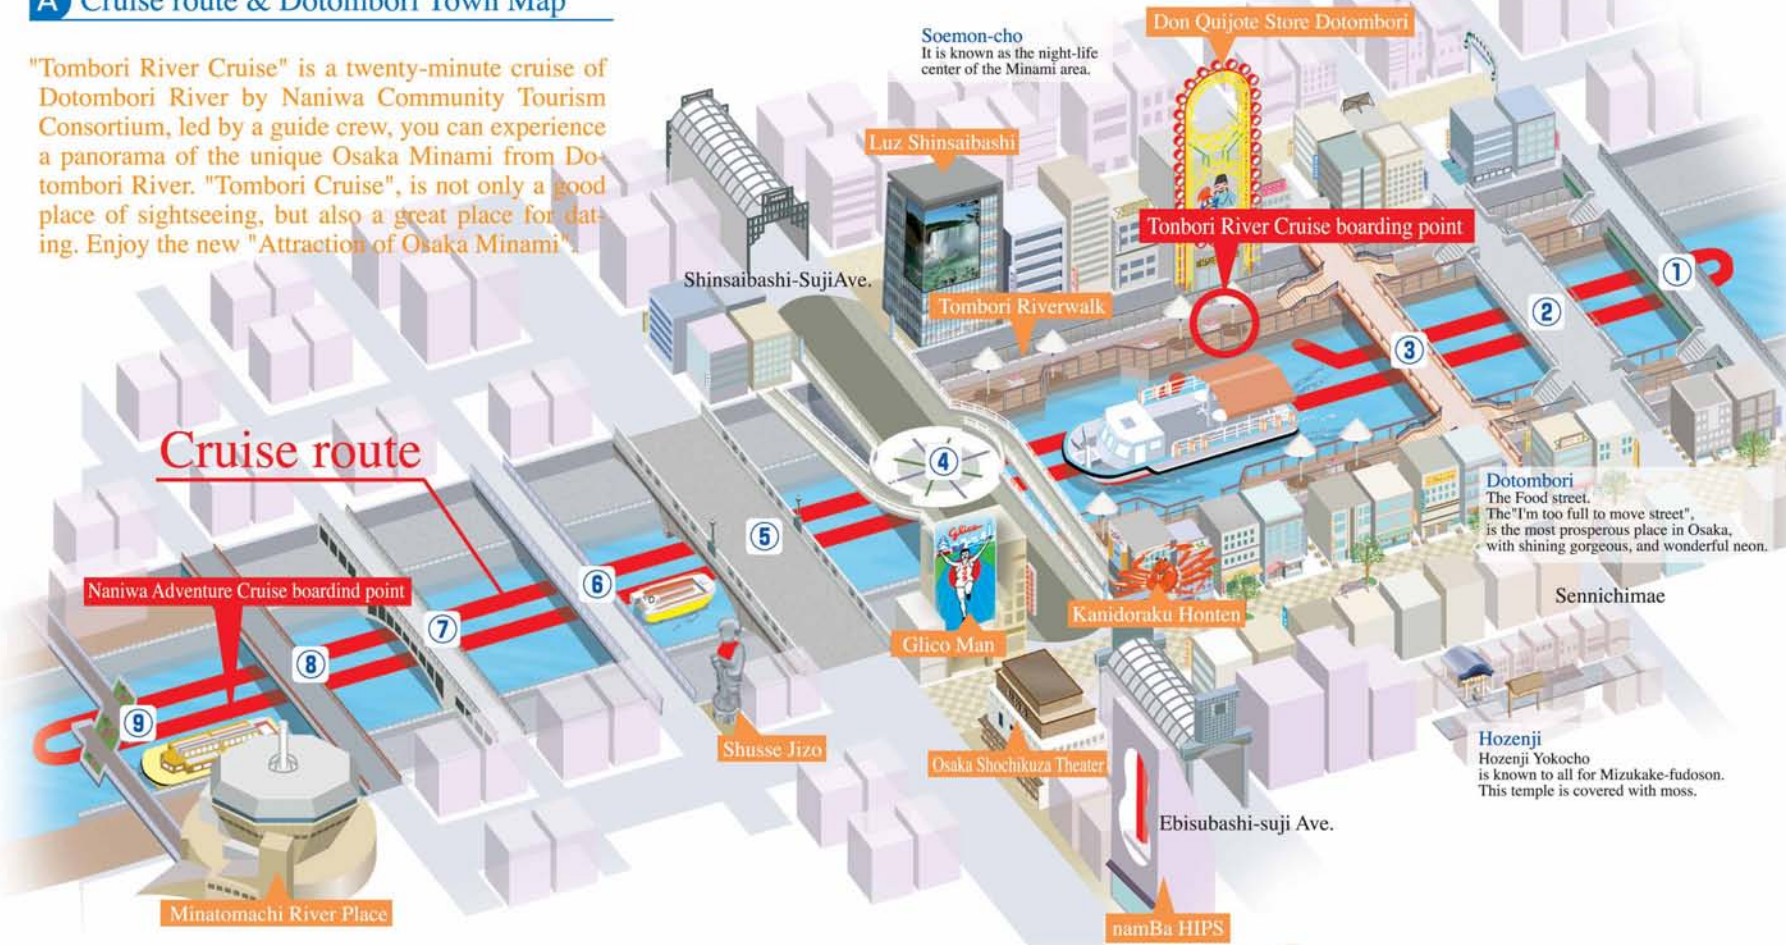 A Cruise route & Dotombori Town Map
"Tombori River Cruise" is a twenty-minute cruise of
Dotombori River by Naniwa Community Tourism
Consortium, led by a guide crew, you can experience
a panorama of the unique Osaka Minami from Do-
tombori River. "Tombori Cruise", is not only a good
place of sightseeing, but also a great place for dat-
ing. Enjoy the new "Attraction of Osaka Minami".
Soemon-cho
It is known as the night-life
center of the Minami area.
Don Quijote Store Dotombori
Luz Shinsaibashi
Tonbori River Cruise boarding point
Shinsaibashi-SujiAve.
Tombori Riverwalk
①
②
③
④
Cruise route
Dotombori
The Food street.
The"I'm too full to move street",
is the most prosperous place in Osaka,
with shining gorgeous, and wonderful neon.
⑤
Glico
⑥
Naniwa Adventure Cruise boardind point
Sennichimae
Kanidoraku Honten
⑦
Glico Man
⑧
⑨
Shusse Jizo
Osaka Shochikuza Theater
Hozenji
Hozenji Yokocho
is known to all for Mizukake-fudoson.
This temple is covered with moss.
Ebisubashi-suji Ave.
Minatomachi River Place
namBa HIPS